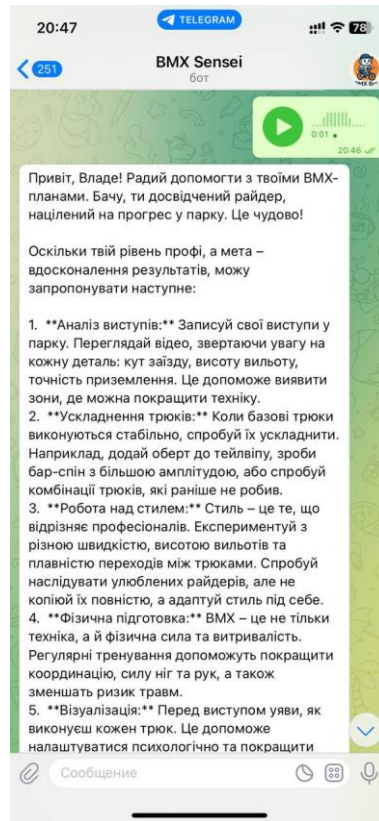 20:47
TELEGRAM
78
251
BMX Sensei
бот
0:01
20:46
Привіт, Владе! Радий допомогти з твоїми BMX-
планами. Бачу, ти досвідчений райдер,
націлений на прогрес у парку. Це чудово!
Оскільки твій рівень профі, а мета –
вдосконалення результатів, можу
запропонувати наступне:
1. **Аналіз виступів:** Записуй свої виступи у
парку. Переглядай відео, звертаючи увагу на
кожну деталь: кут заїзду, висоту вильоту,
точність приземлення. Це допоможе виявити
зони, де можна покращити техніку.
2. **Ускладнення трюків:** Коли базові трюки
виконуються стабільно, спробуй їх ускладнити.
Наприклад, додай оберт до тейлвіпу, зроби
бар-спін з більшою амплітудою, або спробуй
комбінації трюків, які раніше не робив.
3. **Робота над стилем:** Стиль – це те, що
відрізняє професіоналів. Експериментуй з
різною швидкістю, висотою вильотів та
плавністю переходів між трюками. Спробуй
наслідувати улюблених райдерів, але не
копіюй їх повністю, а адаптуй стиль під себе.
4. **Фізична підготовка:** BMX – це не тільки
техніка, а й фізична сила та витривалість.
Регулярні тренування допоможуть покращити
координацію, силу ніг та рук, а також
зменшать ризик травм.
5. **Візуалізація:** Перед виступом уяви, як
виконуєш кожен трюк. Це допоможе
налаштуватися психологічно та покращити
Сообщение